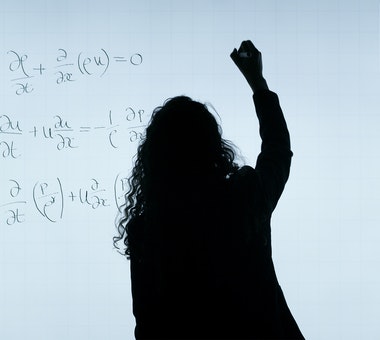 ∂ρ/∂t + ∂/∂x (ρu) = 0
∂u/∂t + u ∂u/∂x = -1/ρ ∂P/∂x
∂/∂t (P/ρ^γ) + u ∂/∂x (P